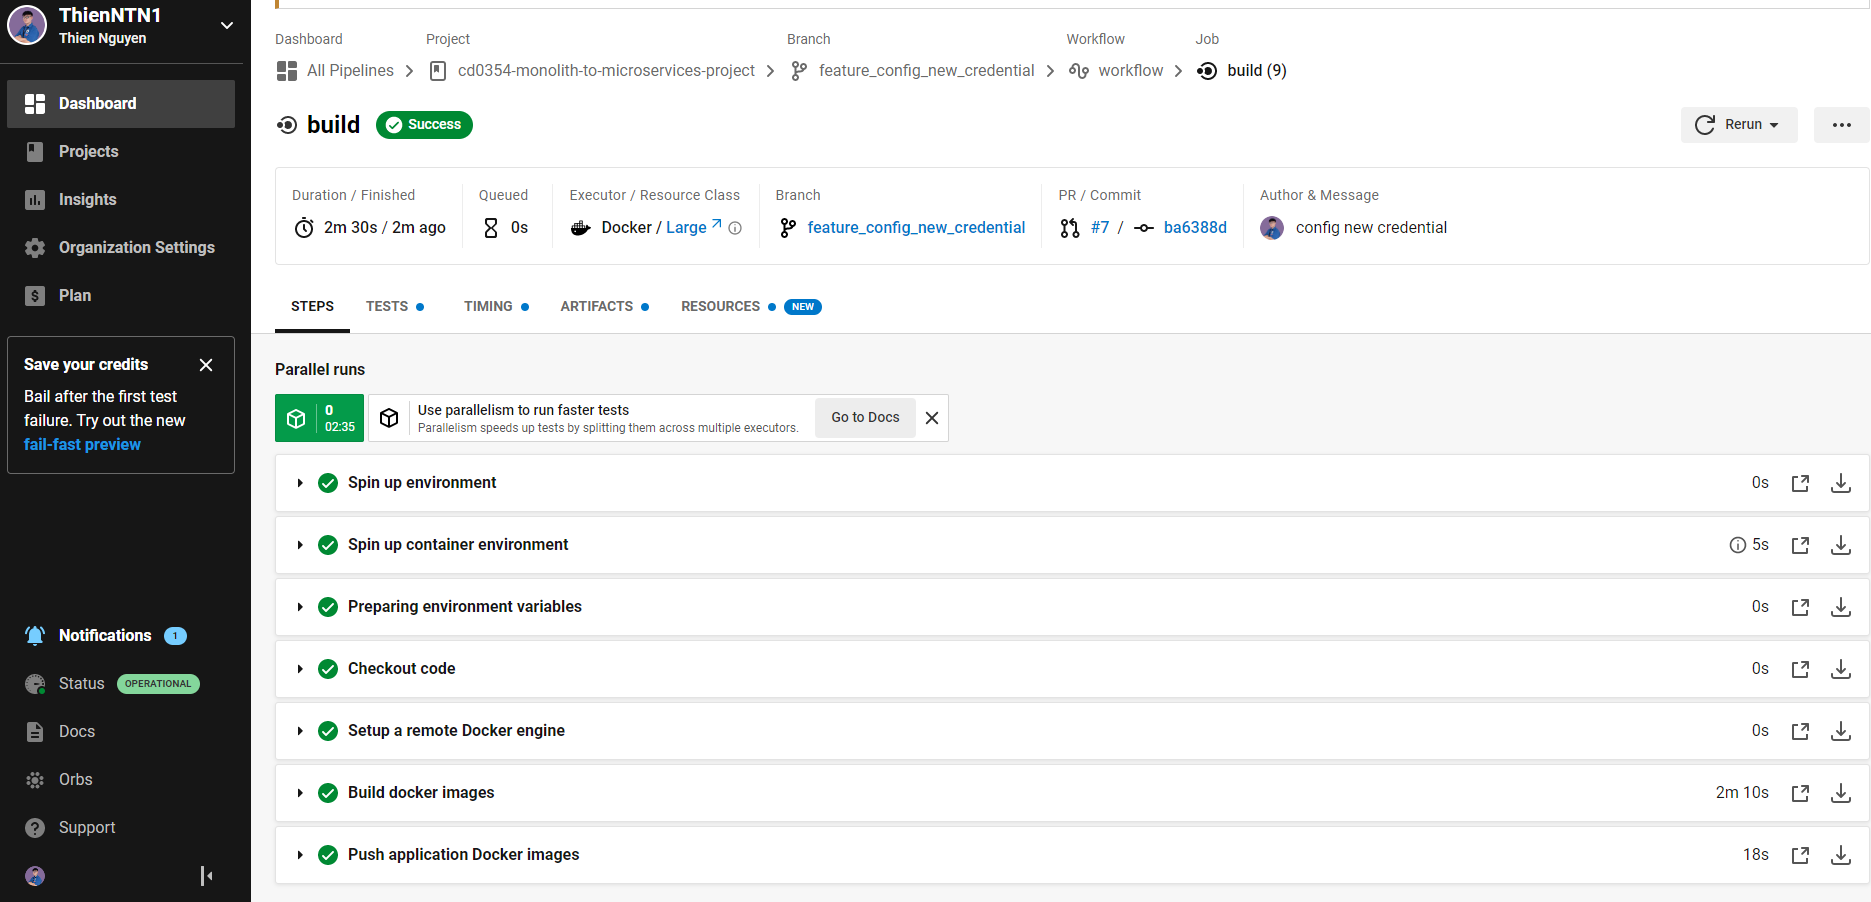 ThienNTN1
Thien Nguyen
Dashboard
Projects
Insights
Organization Settings
Plan
Save your credits
Bail after the first test
failure. Try out the new
fail-fast preview
Notifications 1
Status OPERATIONAL
Docs
Orbs
Support
Dashboard Project Branch Workflow Job
All Pipelines cd0354-monolith-to-microservices-project feature_config_new_credential workflow build (9)
build Success Rerun
Duration / Finished Queued Executor / Resource Class Branch PR / Commit Author & Message
2m 30s / 2m ago 0s Docker / Large feature_config_new_credential #7 / ba6388d config new credential
STEPS TESTS TIMING ARTIFACTS RESOURCES NEW
Parallel runs
0
02:35
Use parallelism to run faster tests
Parallelism speeds up tests by splitting them across multiple executors.
Go to Docs
Spin up environment 0s
Spin up container environment 5s
Preparing environment variables 0s
Checkout code 0s
Setup a remote Docker engine 0s
Build docker images 2m 10s
Push application Docker images 18s